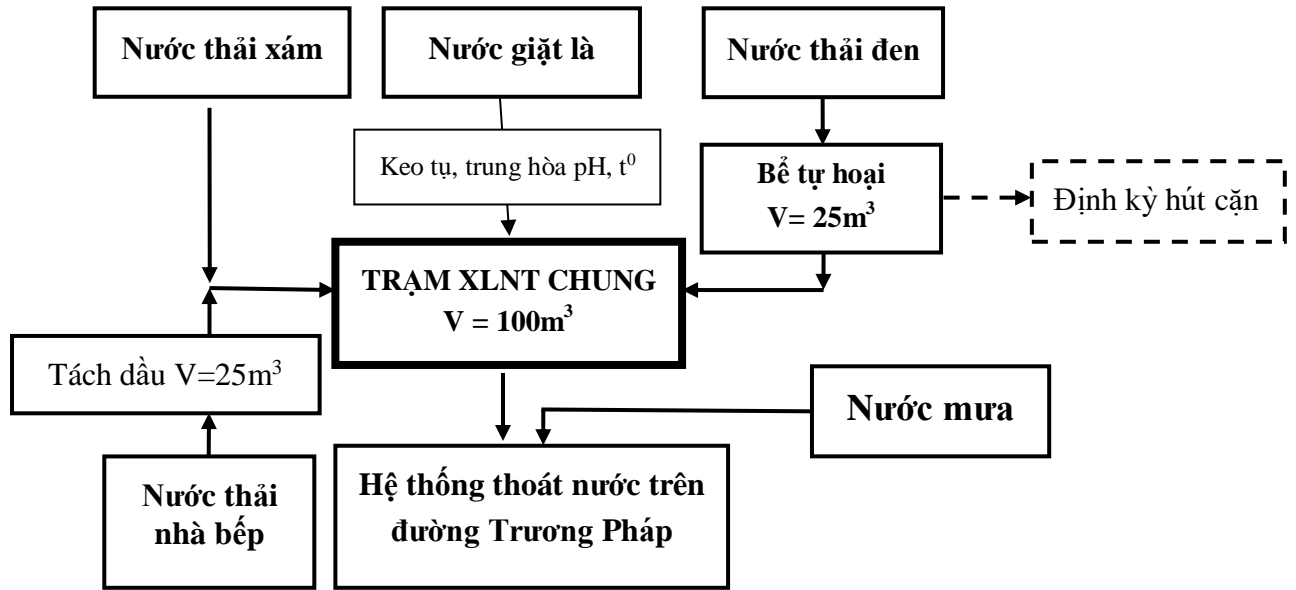 Nước thải xám
Nước giặt là
Nước thải đen
Keo tụ, trung hòa pH, t⁰
Bể tự hoại
V= 25m³
Định kỳ hút cặn
TRẠM XLNT CHUNG
V = 100m³
Tách dầu V=25m³
Nước mưa
Nước thải
nhà bếp
Hệ thống thoát nước trên
đường Trương Pháp